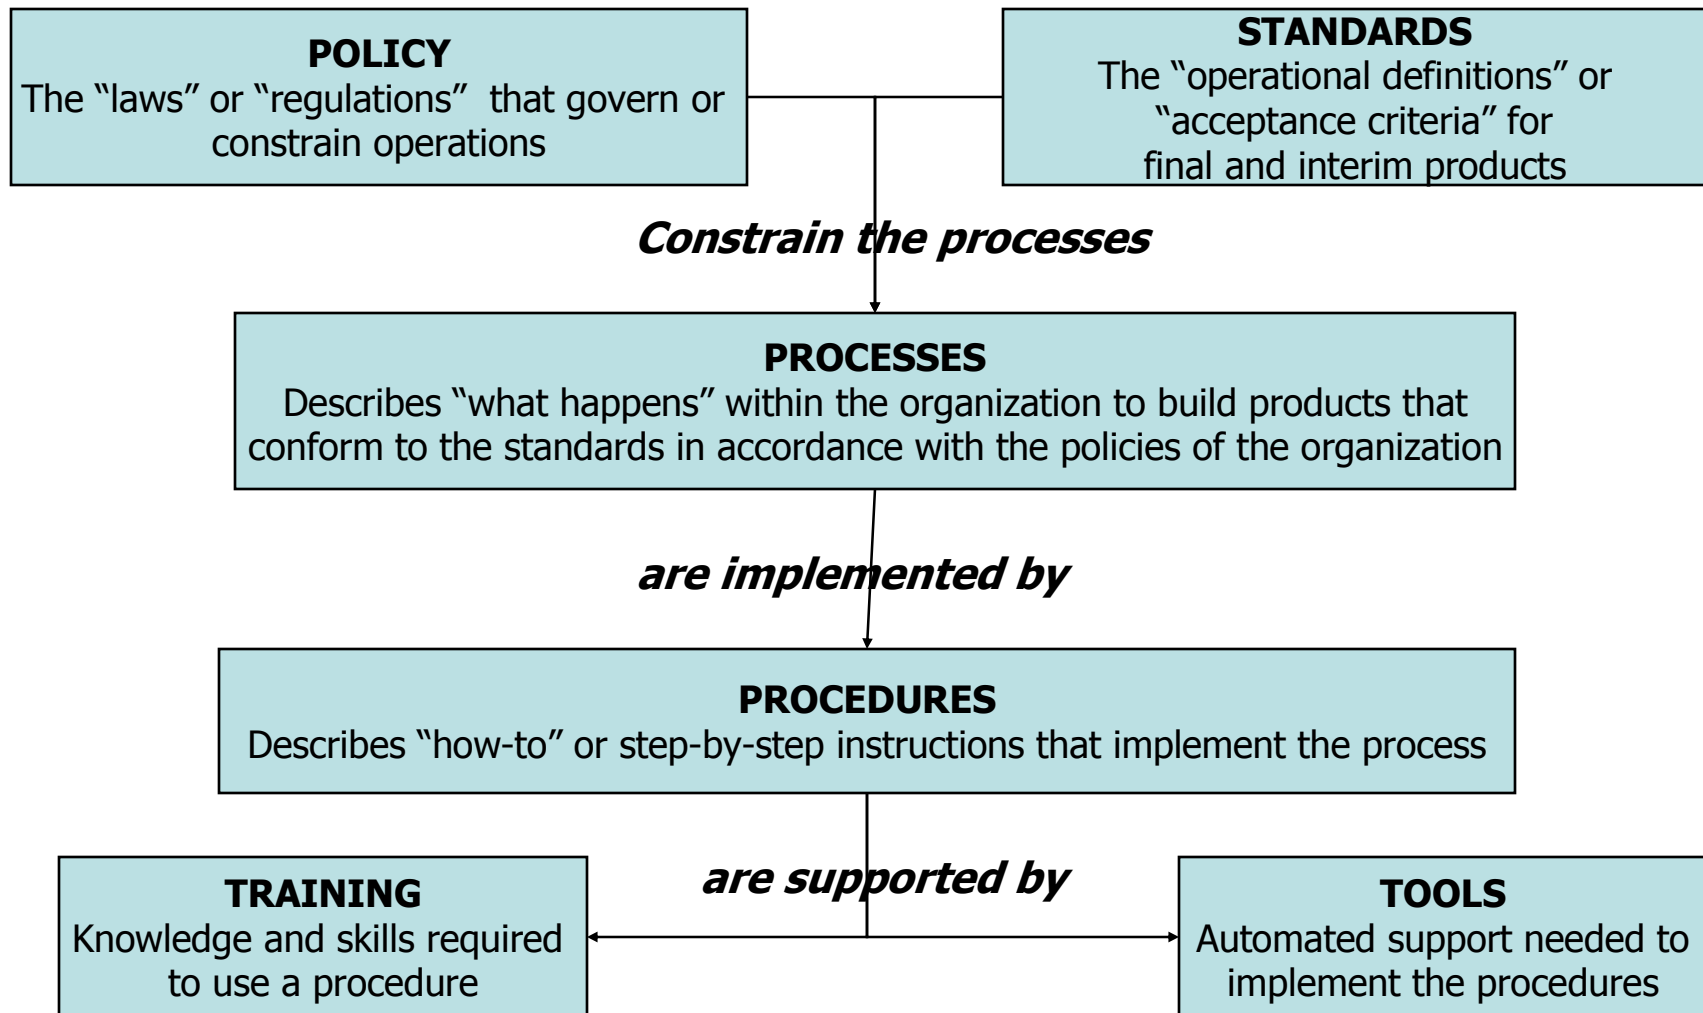 POLICY
The “laws” or “regulations”  that govern or
constrain operations
STANDARDS
The “operational definitions” or
“acceptance criteria” for
final and interim products
Constrain the processes
PROCESSES
Describes “what happens” within the organization to build products that
conform to the standards in accordance with the policies of the organization
are implemented by
PROCEDURES
Describes “how-to” or step-by-step instructions that implement the process
are supported by
TRAINING
Knowledge and skills required
to use a procedure
TOOLS
Automated support needed to
implement the procedures